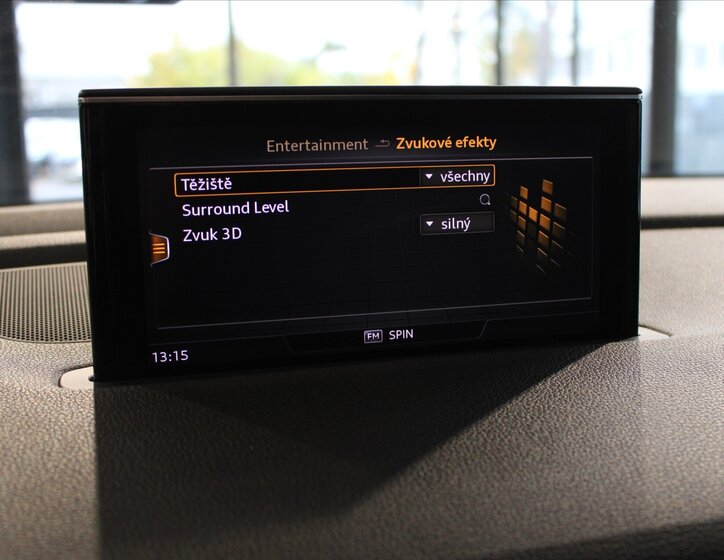 Entertainment Zvukové efekty
Těžiště všechny
Surround Level
Zvuk 3D silný
FM SPIN
13:15